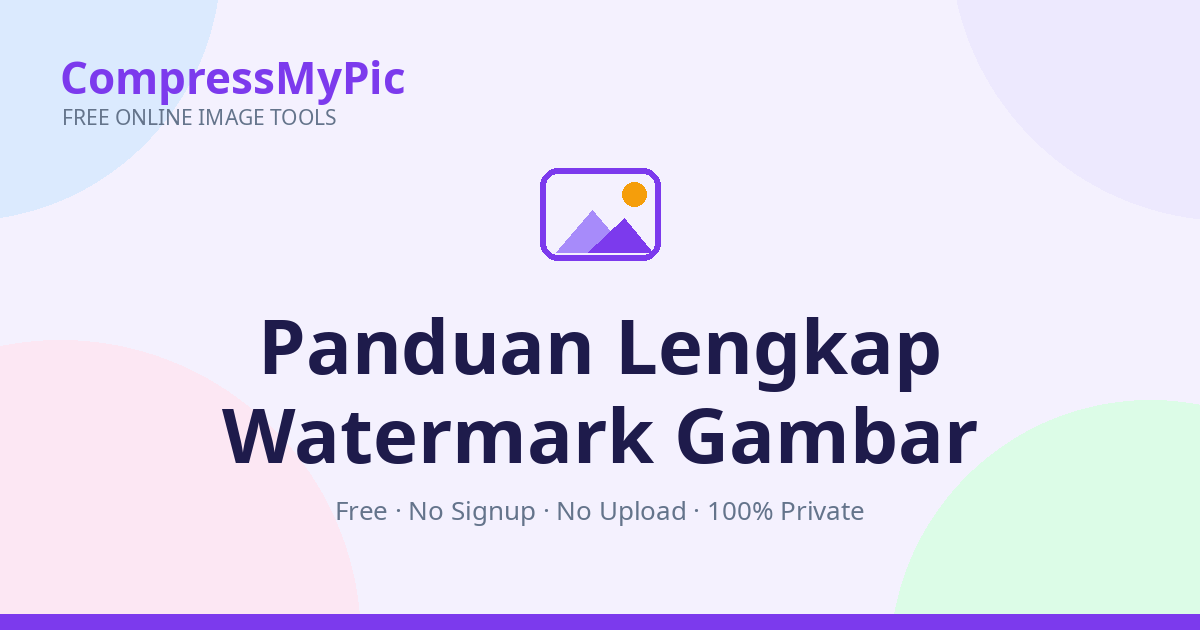 CompressMyPic
FREE ONLINE IMAGE TOOLS
Panduan Lengkap
Watermark Gambar
Free · No Signup · No Upload · 100% Private